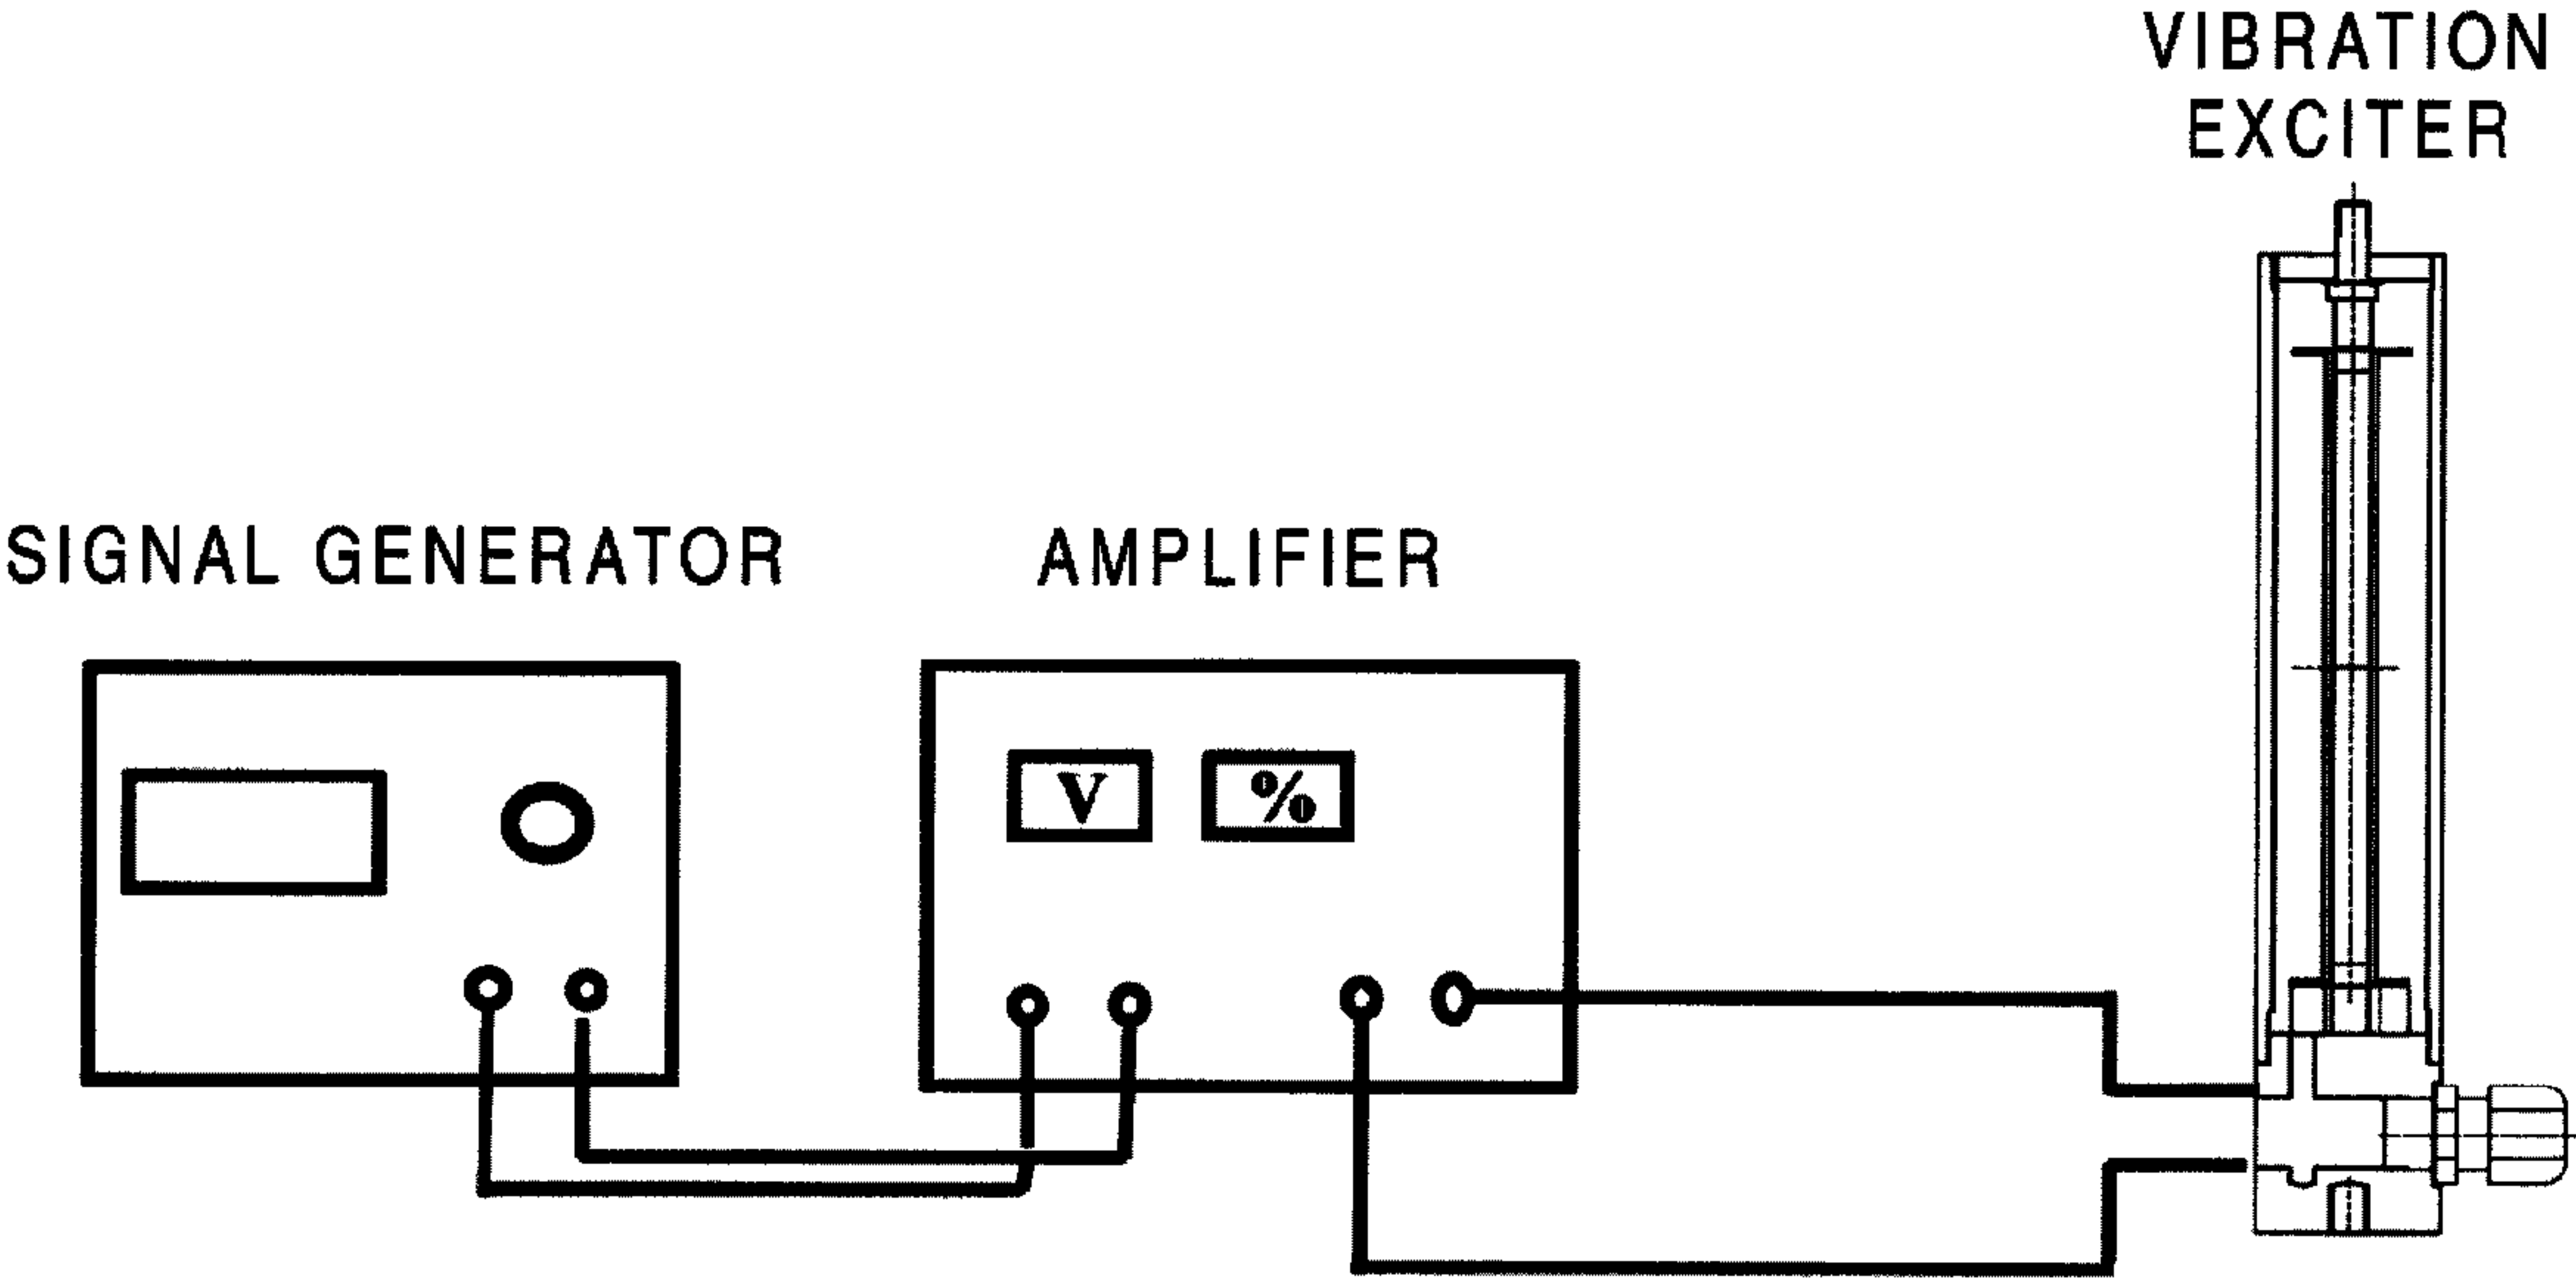 VIBRATION
EXCITER
SIGNAL GENERATOR
AMPLIFIER
V
%